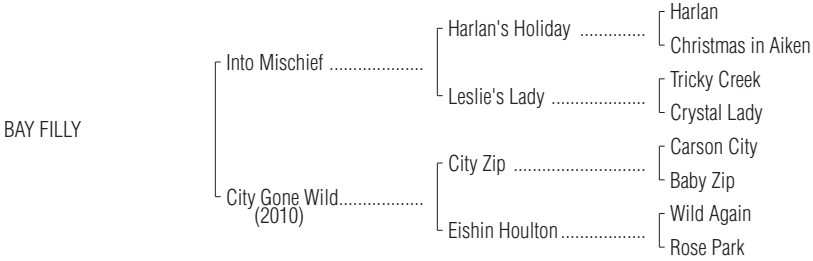 Harlan
Harlan's Holiday ..............
Christmas in Aiken
Into Mischief ....................
Tricky Creek
Leslie's Lady ....................
Crystal Lady
BAY FILLY
Carson City
City Zip ............................
Baby Zip
City Gone Wild..................
(2010)
Wild Again
Eishin Houlton..................
Rose Park